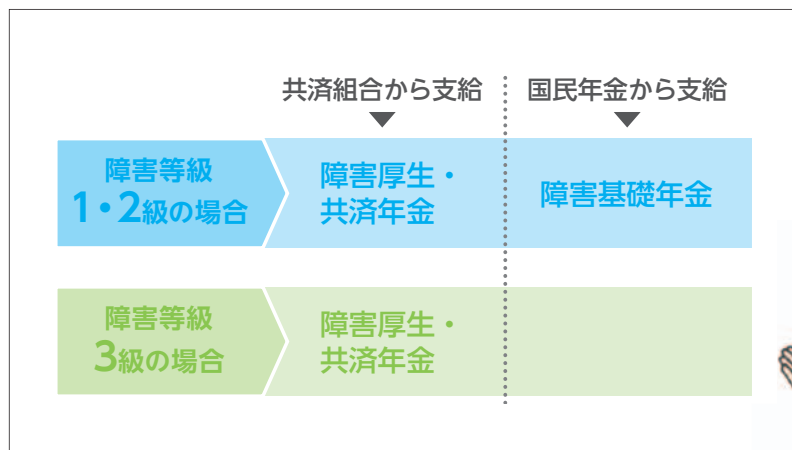 共済組合から支給
国民年金から支給
障害等級
1・2級の場合
障害厚生・
共済年金
障害基礎年金
障害等級
3級の場合
障害厚生・
共済年金